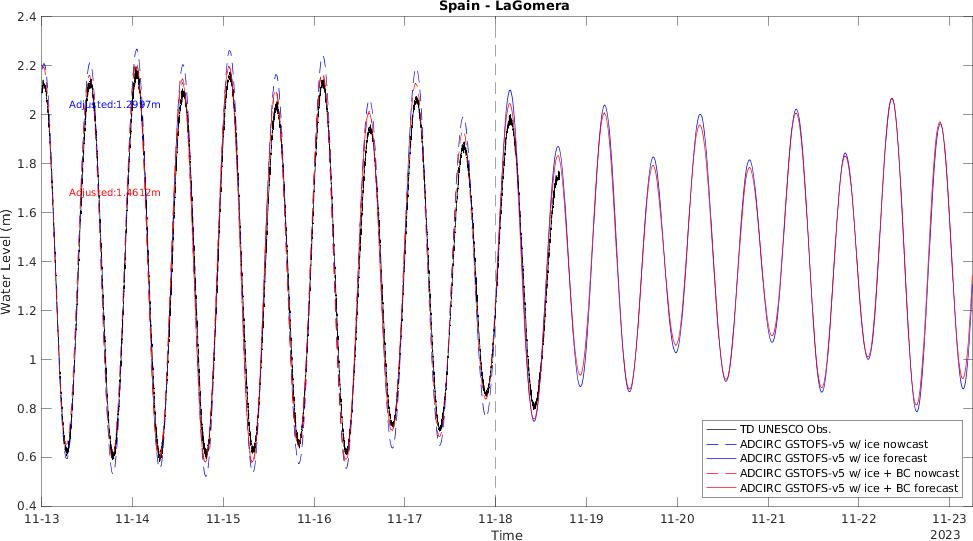 Spain - LaGomera
2.4
2.2
2
1.8
1.6
1.4
1.2
1
0.8
0.6
0.4
Water Level (m)
Adjusted:1.2997m
Adjusted:1.4612m
TD UNESCO Obs.
ADCIRC GSTOFS-v5 w/ ice nowcast
ADCIRC GSTOFS-v5 w/ ice forecast
ADCIRC GSTOFS-v5 w/ ice + BC nowcast
ADCIRC GSTOFS-v5 w/ ice + BC forecast
11-13 11-14 11-15 11-16 11-17 11-18 11-19 11-20 11-21 11-22 11-23
Time
2023